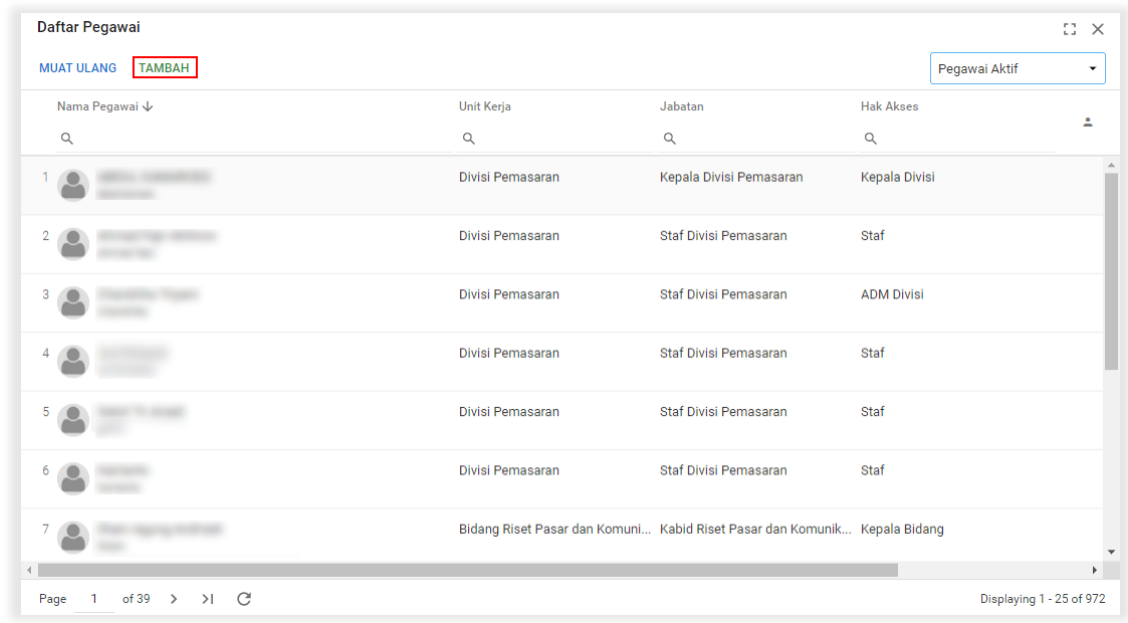 Daftar Pegawai
MUAT ULANG TAMBAH Pegawai Aktif
Nama Pegawai Unit Kerja Jabatan Hak Akses
1 Divisi Pemasaran Kepala Divisi Pemasaran Kepala Divisi
2 Divisi Pemasaran Staf Divisi Pemasaran Staf
3 Divisi Pemasaran Staf Divisi Pemasaran ADM Divisi
4 Divisi Pemasaran Staf Divisi Pemasaran Staf
5 Divisi Pemasaran Staf Divisi Pemasaran Staf
6 Divisi Pemasaran Staf Divisi Pemasaran Staf
7 Bidang Riset Pasar dan Komuni... Kabid Riset Pasar dan Komunik... Kepala Bidang
Page 1 of 39 Displaying 1 - 25 of 972